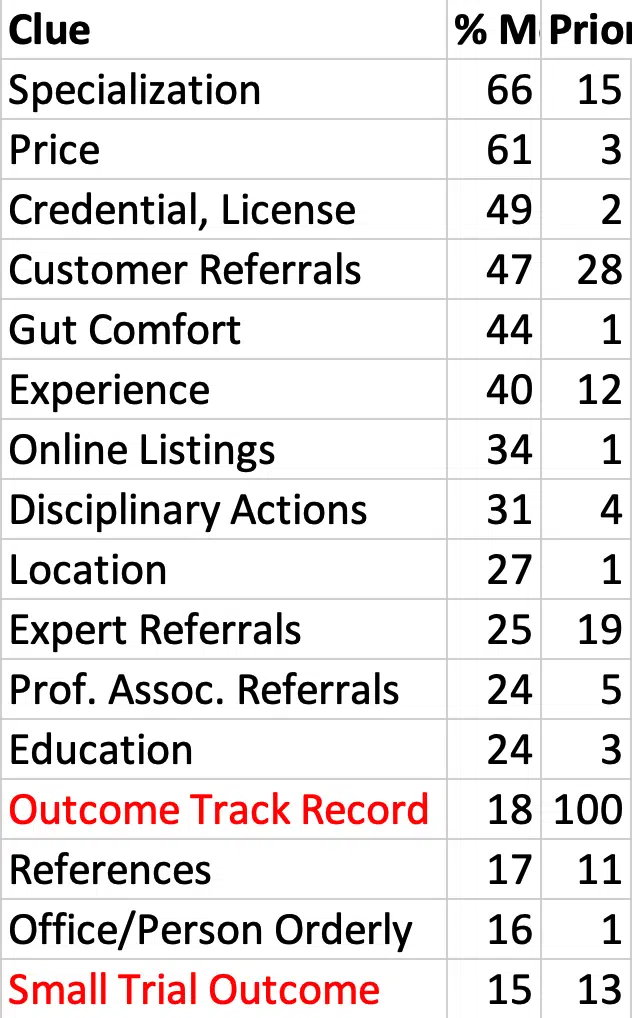 Clue % M Prior
Specialization 66 15
Price 61 3
Credential, License 49 2
Customer Referrals 47 28
Gut Comfort 44 1
Experience 40 12
Online Listings 34 1
Disciplinary Actions 31 4
Location 27 1
Expert Referrals 25 19
Prof. Assoc. Referrals 24 5
Education 24 3
Outcome Track Record 18 100
References 17 11
Office/Person Orderly 16 1
Small Trial Outcome 15 13